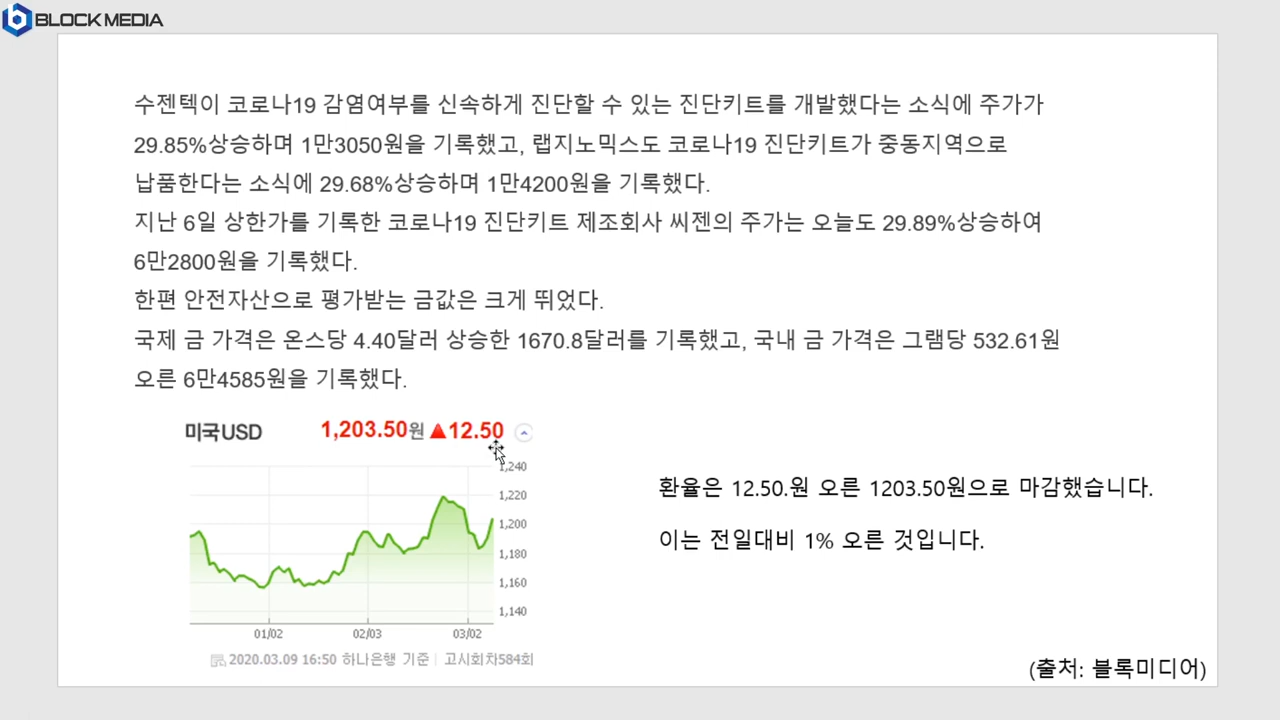 BLOCK MEDIA
수젠텍이 코로나19 감염여부를 신속하게 진단할 수 있는 진단키트를 개발했다는 소식에 주가가
29.85%상승하며 1만3050원을 기록했고, 랩지노믹스도 코로나19 진단키트가 중동지역으로
납품한다는 소식에 29.68%상승하며 1만4200원을 기록했다.
지난 6일 상한가를 기록한 코로나19 진단키트 제조회사 씨젠의 주가는 오늘도 29.89%상승하여
6만2800원을 기록했다.
한편 안전자산으로 평가받는 금값은 크게 뛰었다.
국제 금 가격은 온스당 4.40달러 상승한 1670.8달러를 기록했고, 국내 금 가격은 그램당 532.61원
오른 6만4585원을 기록했다.
미국USD 1,203.50원 ▲12.50
1,240
1,220
1,200
1,180
1,160
1,140
01/02 02/03 03/02
2020.03.09 16:50 하나은행 기준 | 고시회차584회
환율은 12.50.원 오른 1203.50원으로 마감했습니다.
이는 전일대비 1% 오른 것입니다.
(출처: 블록미디어)